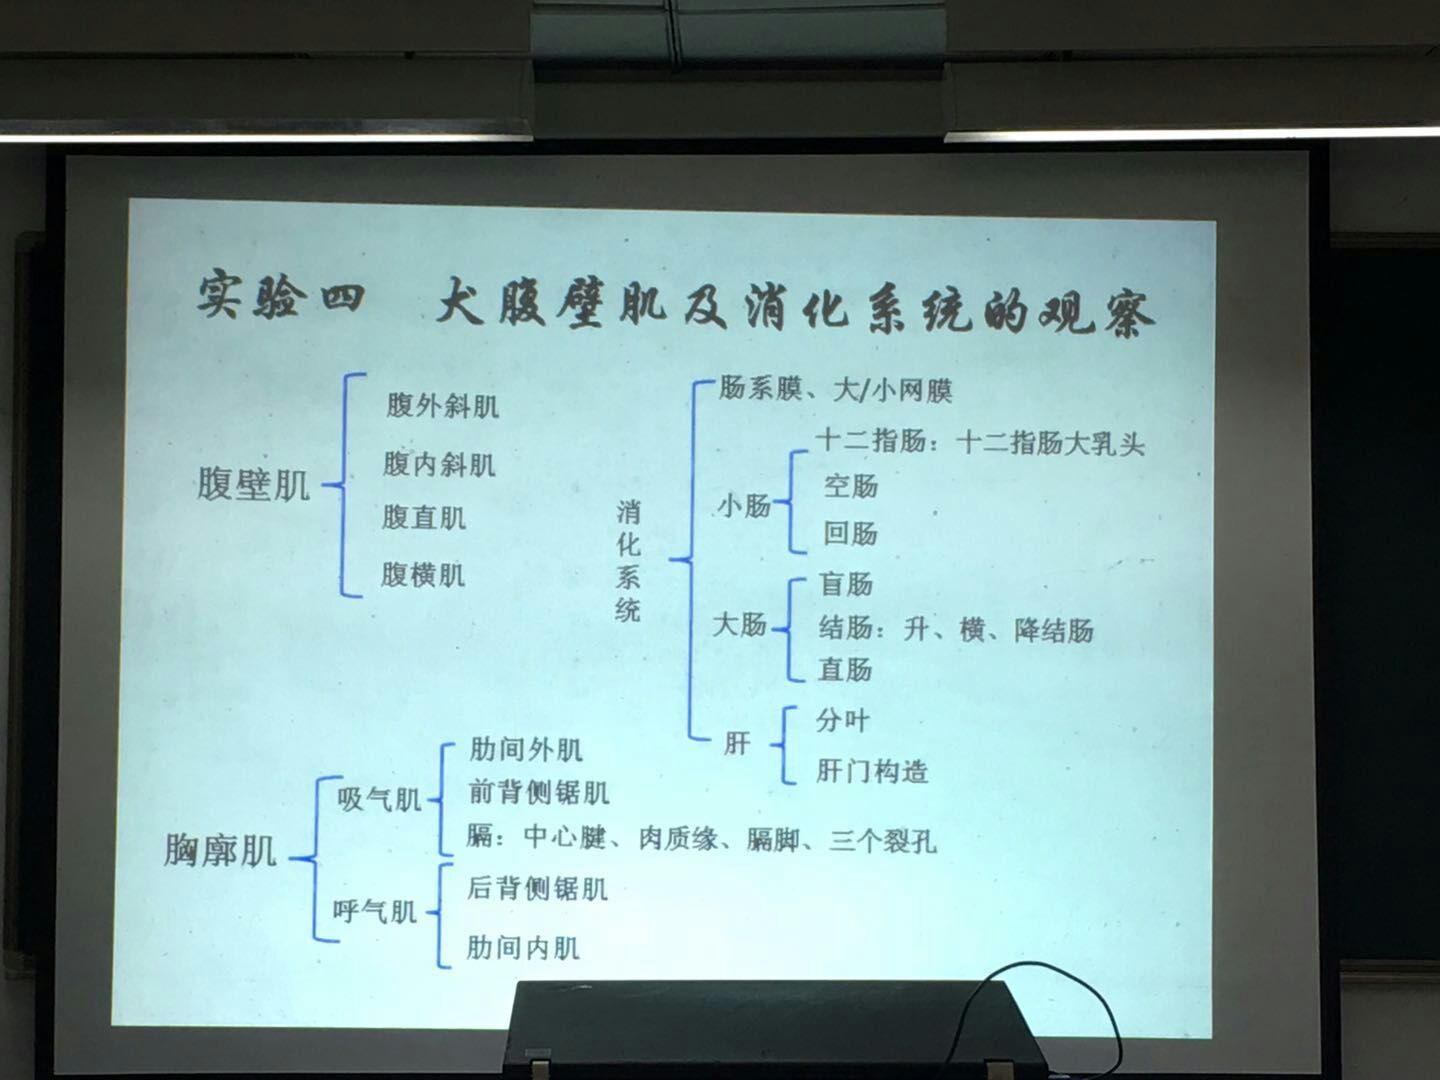 实验四 犬腹壁肌及消化系统的观察
腹壁肌
腹外斜肌
腹内斜肌
腹直肌
腹横肌
消化系统
肠系膜、大/小网膜
小肠
十二指肠：十二指肠大乳头
空肠
回肠
大肠
盲肠
结肠：升、横、降结肠
直肠
肝
分叶
肝门构造
胸廓肌
吸气肌
肋间外肌
前背侧锯肌
膈：中心腱、肉质缘、膈脚、三个裂孔
呼气肌
后背侧锯肌
肋间内肌